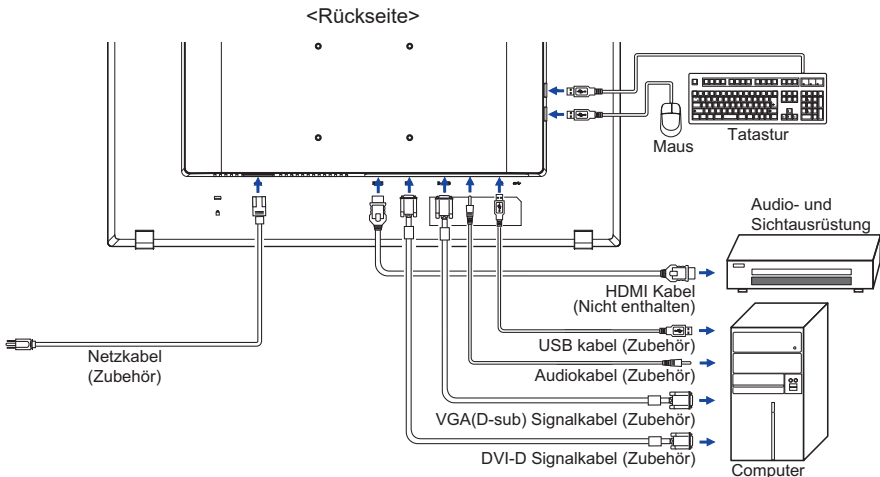 <Rückseite>
Maus
Tatastur
Audio- und
Sichtausrüstung
HDMI Kabel
(Nicht enthalten)
USB kabel (Zubehör)
Netzkabel
(Zubehör)
Audiokabel (Zubehör)
VGA(D-sub) Signalkabel (Zubehör)
DVI-D Signalkabel (Zubehör)
Computer